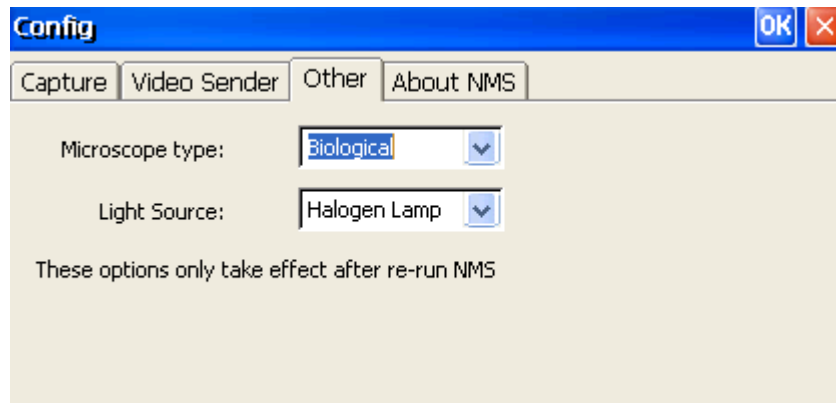 Config OK
Capture Video Sender Other About NMS
Microscope type: Biological
Light Source: Halogen Lamp
These options only take effect after re-run NMS